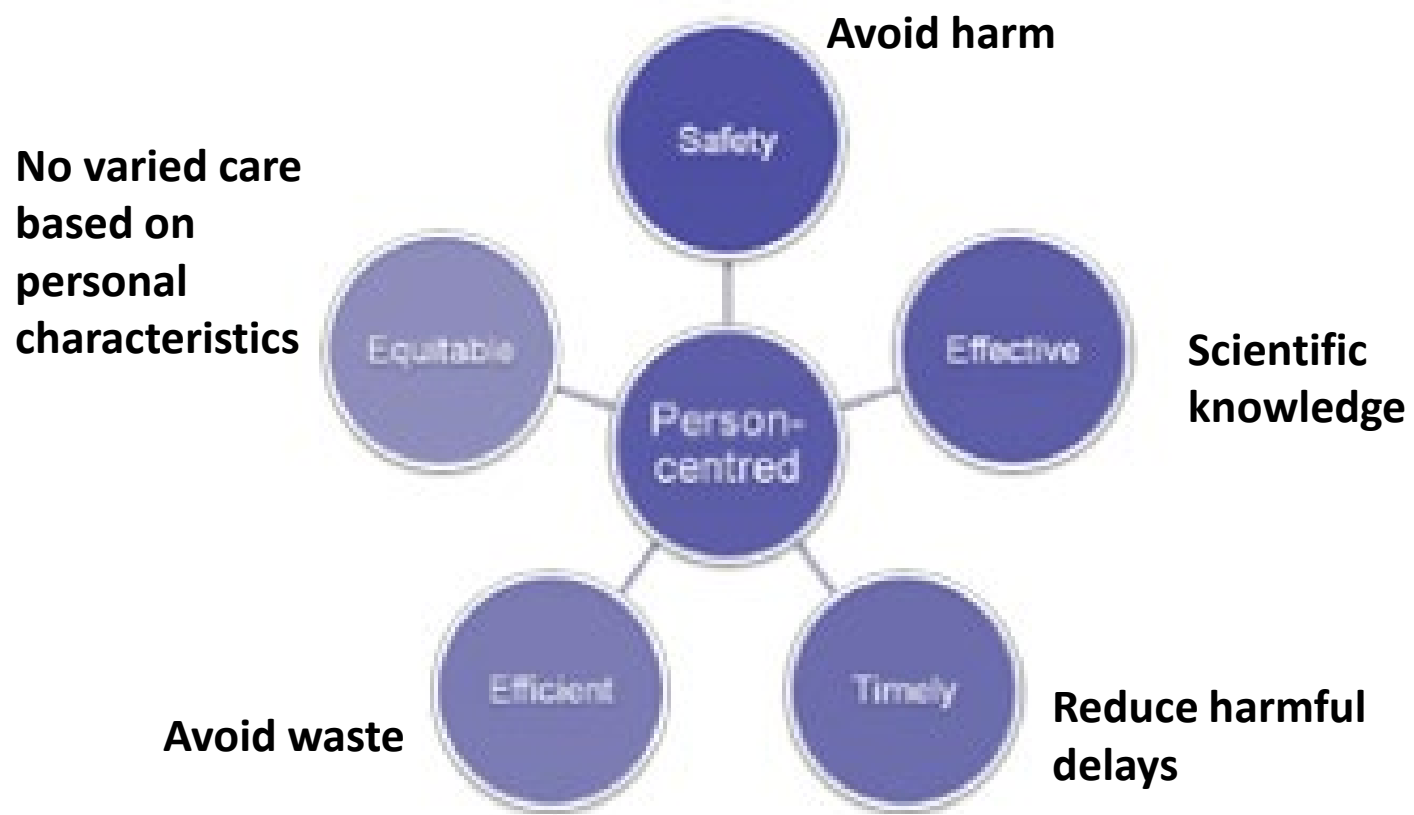 Avoid harm
Safety
No varied care
based on
personal
characteristics
Equitable
Effective
Scientific
knowledge
Person-
centred
Efficient
Timely
Avoid waste
Reduce harmful
delays